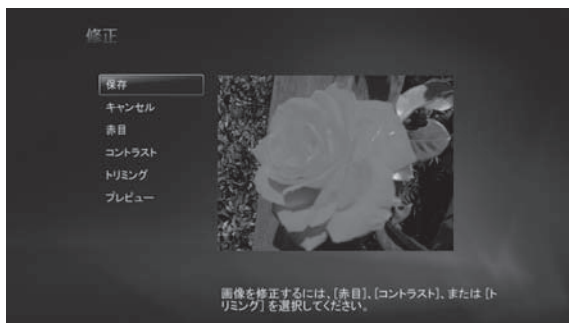 修正
保存
キャンセル
赤目
コントラスト
トリミング
プレビュー
画像を修正するには、[赤目]、[コントラスト]、または [ト
リミング] を選択してください。